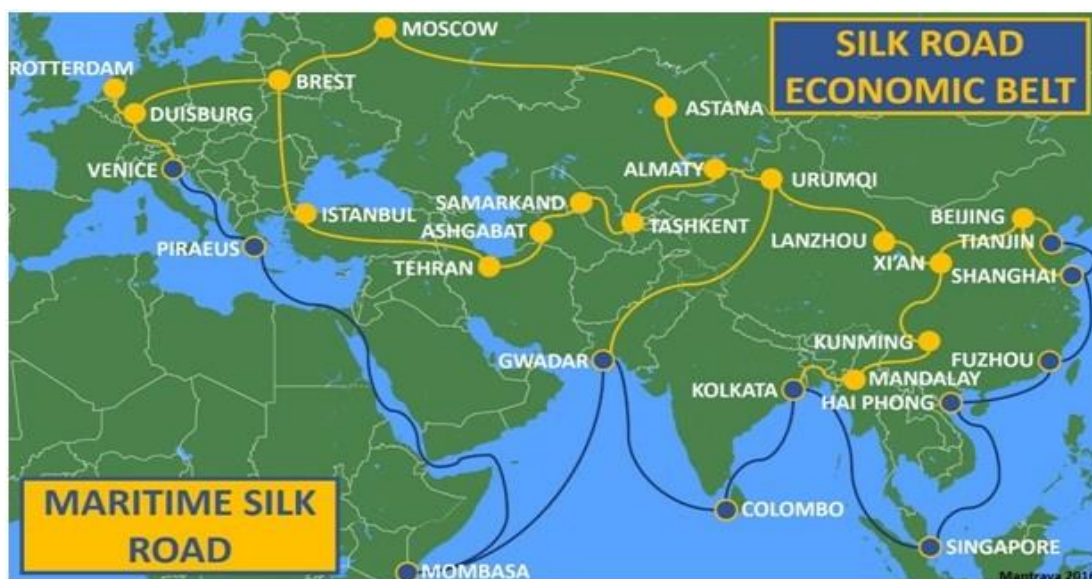 MOSCOW
SILK ROAD
ECONOMIC BELT
ROTTERDAM
BREST
DUISBURG
ASTANA
VENICE
ALMATY
URUMQI
SAMARKAND
ISTANBUL
TASHKENT
BEIJING
ASHGABAT
LANZHOU
TIANJIN
PIRAEUS
TEHRAN
XI'AN
SHANGHAI
KUNMING
GWADAR
FUZHOU
KOLKATA
MANDALAY
HAI PHONG
MARITIME SILK
ROAD
COLOMBO
SINGAPORE
MOMBASA